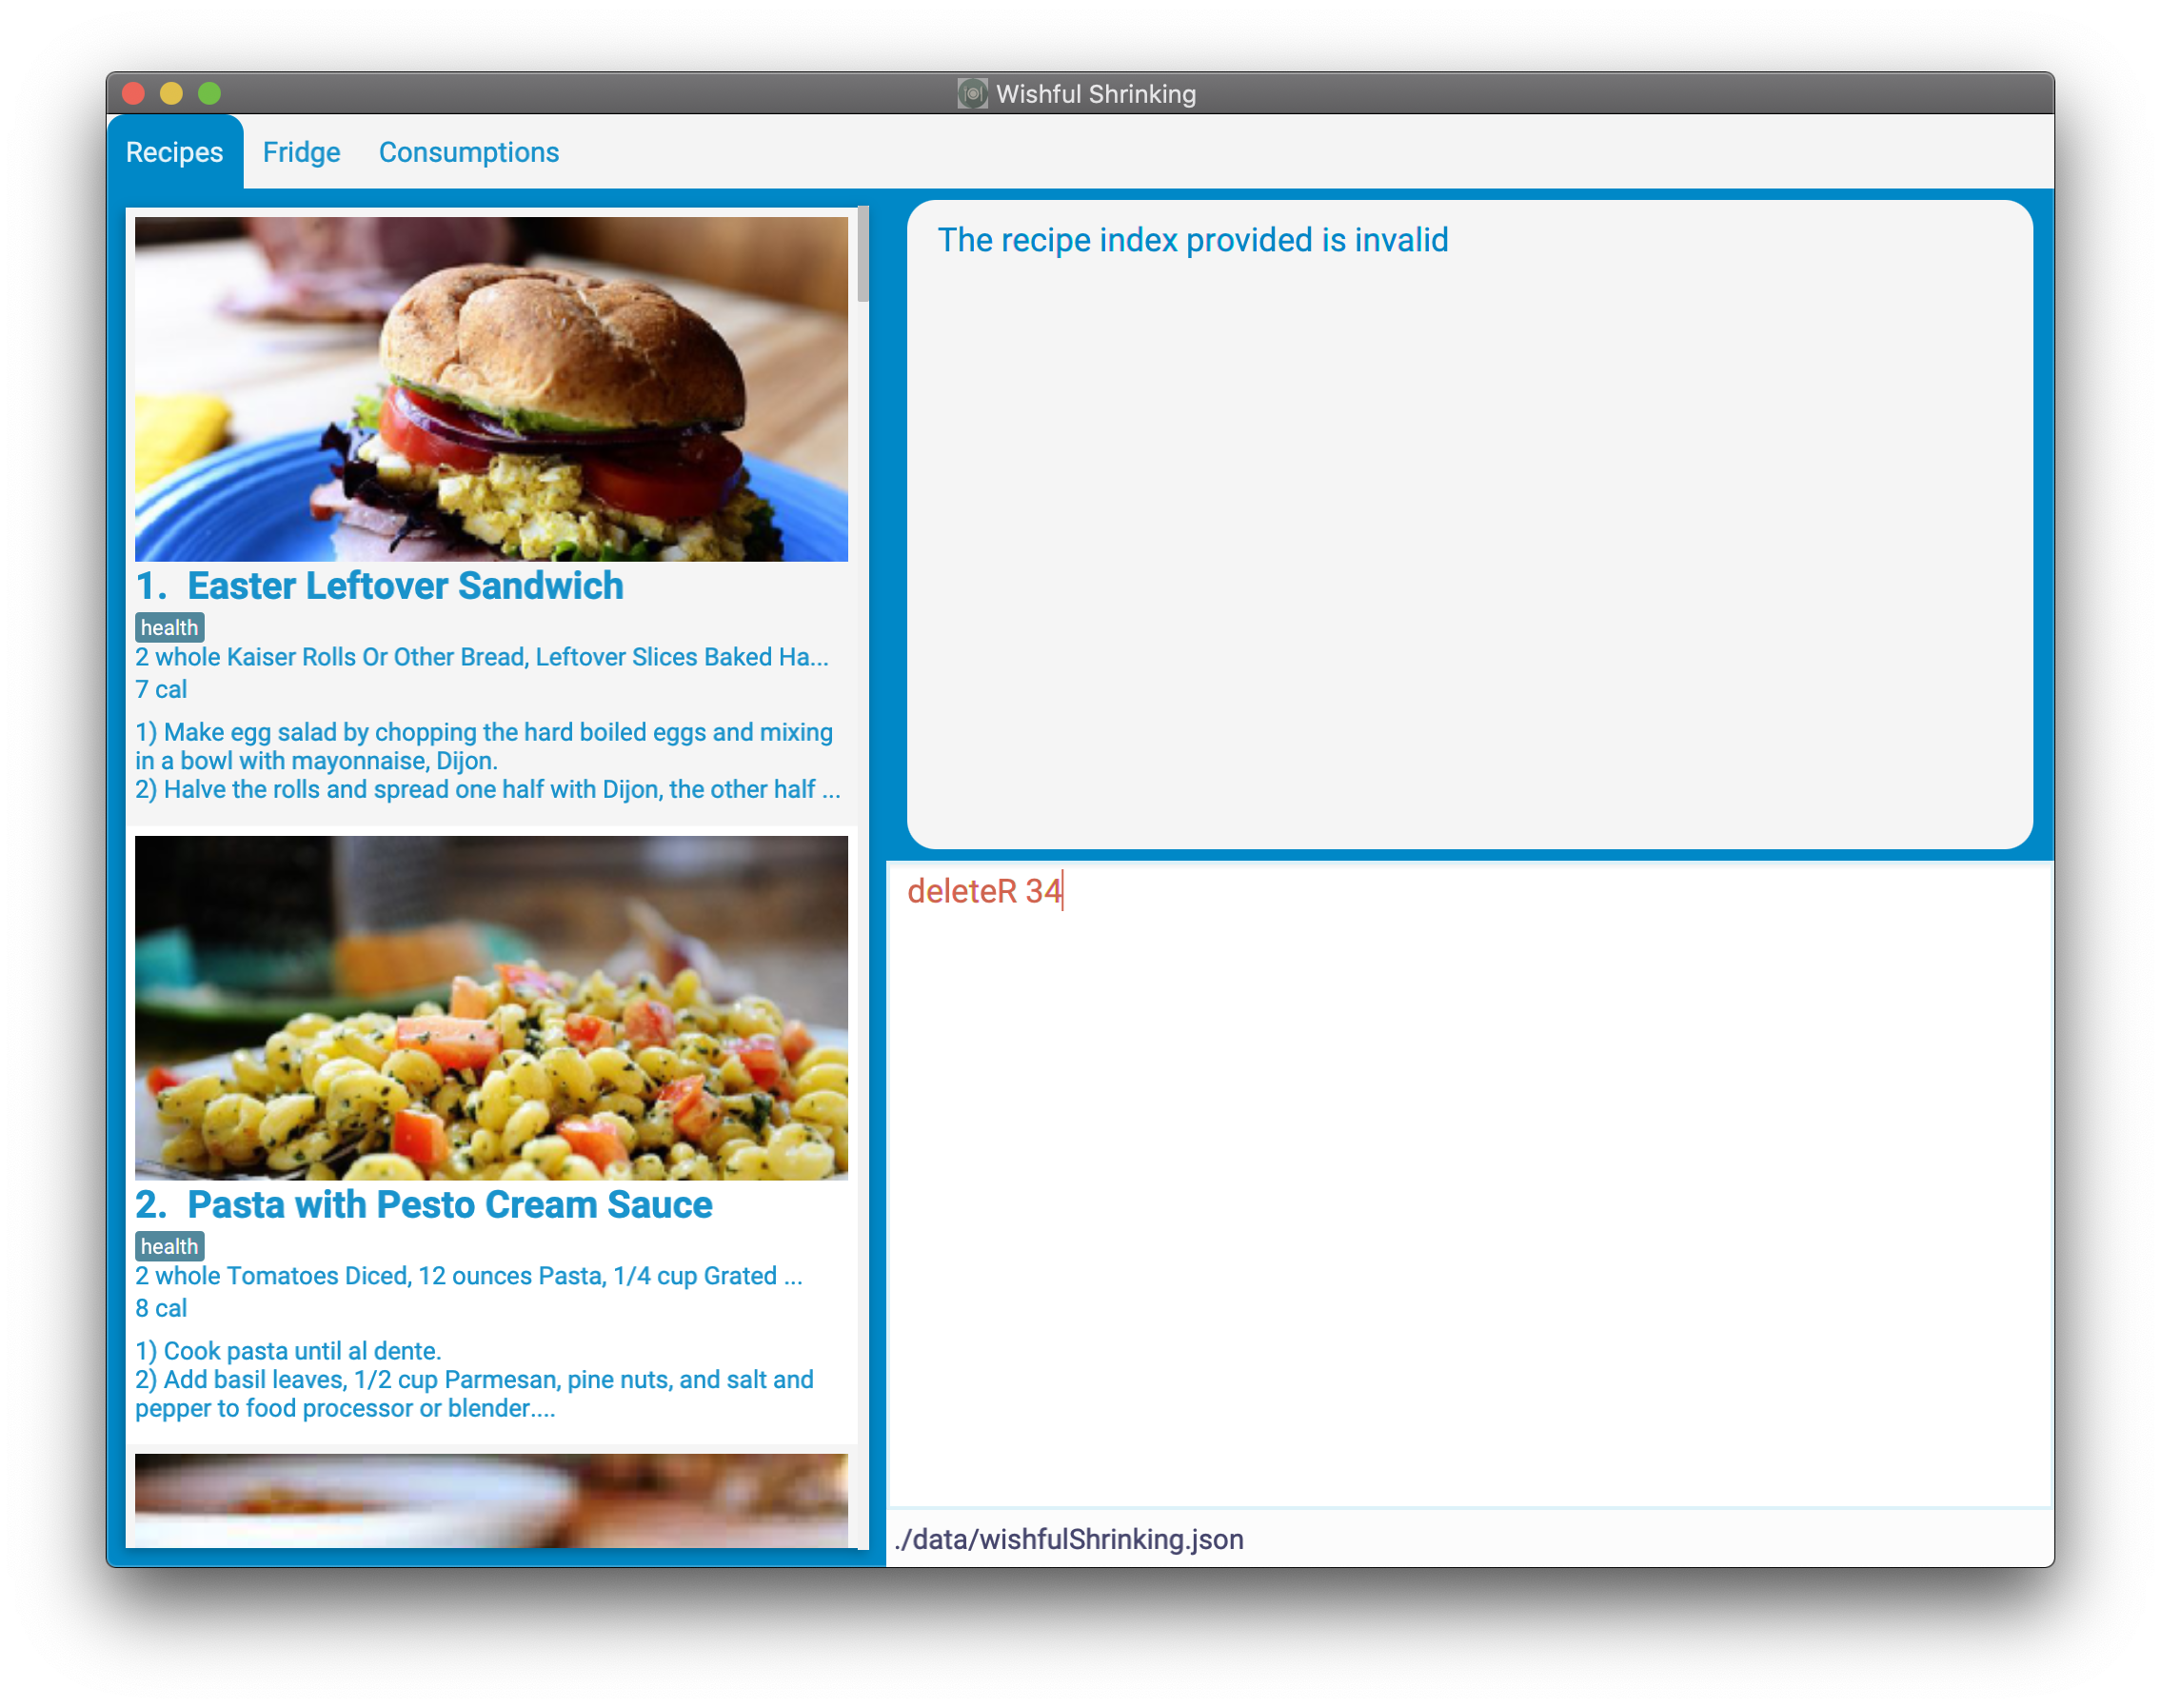 Wishful Shrinking
Recipes Fridge Consumptions
1. Easter Leftover Sandwich
health
2 whole Kaiser Rolls Or Other Bread, Leftover Slices Baked Ha...
7 cal
1) Make egg salad by chopping the hard boiled eggs and mixing
in a bowl with mayonnaise, Dijon.
2) Halve the rolls and spread one half with Dijon, the other half ...
2. Pasta with Pesto Cream Sauce
health
2 whole Tomatoes Diced, 12 ounces Pasta, 1/4 cup Grated ...
8 cal
1) Cook pasta until al dente.
2) Add basil leaves, 1/2 cup Parmesan, pine nuts, and salt and
pepper to food processor or blender....
The recipe index provided is invalid
deleteR 34
./data/wishfulShrinking.json